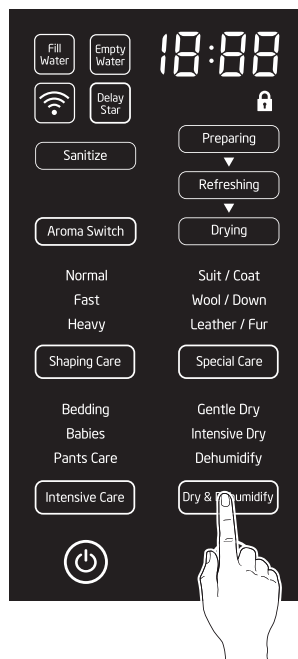 Fill
Water
Empty
Water
18:88
Delay
Star
Sanitize
Preparing
Refreshing
Aroma Switch
Drying
Normal
Fast
Heavy
Suit / Coat
Wool / Down
Leather / Fur
Shaping Care
Special Care
Bedding
Babies
Pants Care
Gentle Dry
Intensive Dry
Dehumidify
Intensive Care
Dry & Dehumidify